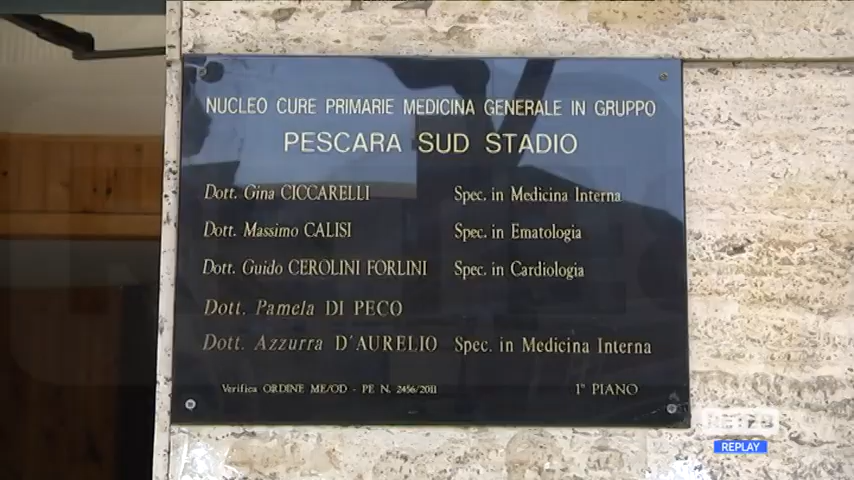 NUCLEO CURE PRIMARIE MEDICINA GENERALE IN GRUPPO
PESCARA SUD STADIO
Dott. Gina CICCARELLI Spec. in Medicina Interna
Dott. Massimo CALISI Spec. in Ematologia
Dott. Guido CEROLINI FORLINI Spec. in Cardiologia
Dott. Pamela DI PECO
Dott. Azzurra D'AURELIO Spec. in Medicina Interna
Verifica ORDINE ME/OD - PE N. 2456/2011 1° PIANO
RETE8
REPLAY